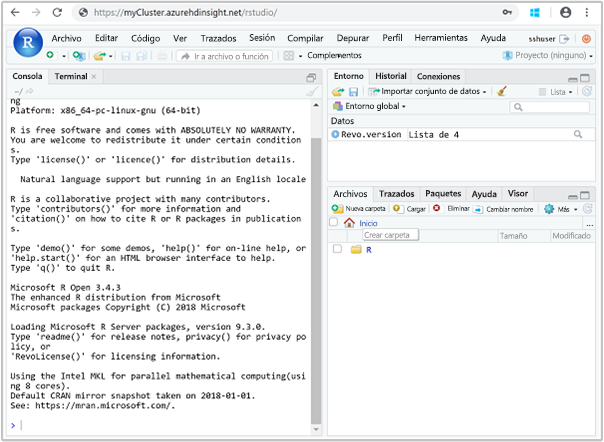 https://myCluster.azurehdinsight.net/rstudio/
R
Archivo Editar Código Ver Trazados Sesión Compilar Depurar Perfil Herramientas Ayuda sshuser
Ir a archivo o función Complementos Proyecto (ninguno)
Consola Terminal
~/
ng
Platform: x86_64-pc-linux-gnu (64-bit)
R is free software and comes with ABSOLUTELY NO WARRANTY.
You are welcome to redistribute it under certain condition
s.
Type 'license()' or 'licence()' for distribution details.
Natural language support but running in an English locale
R is a collaborative project with many contributors.
Type 'contributors()' for more information and
'citation()' on how to cite R or R packages in publication
s.
Type 'demo()' for some demos, 'help()' for on-line help, or
'help.start()' for an HTML browser interface to help.
Type 'q()' to quit R.
Microsoft R Open 3.4.3
The enhanced R distribution from Microsoft
Microsoft packages Copyright (C) 2018 Microsoft
Loading Microsoft R Server packages, version 9.3.0.
Type 'readme()' for release notes, privacy() for privacy po
licy, or
'RevoLicense()' for licensing information.
Using the Intel MKL for parallel mathematical computing(usi
ng 8 cores).
Default CRAN mirror snapshot taken on 2018-01-01.
See: https://mran.microsoft.com/.
>
Entorno Historial Conexiones
Importar conjunto de datos Lista
Entorno global
Datos
Revo.version Lista de 4
Archivos Trazados Paquetes Ayuda Visor
Nueva carpeta Cargar Eliminar Cambiar nombre Más
Inicio ...
Crear carpeta Tamaño Modificado
R